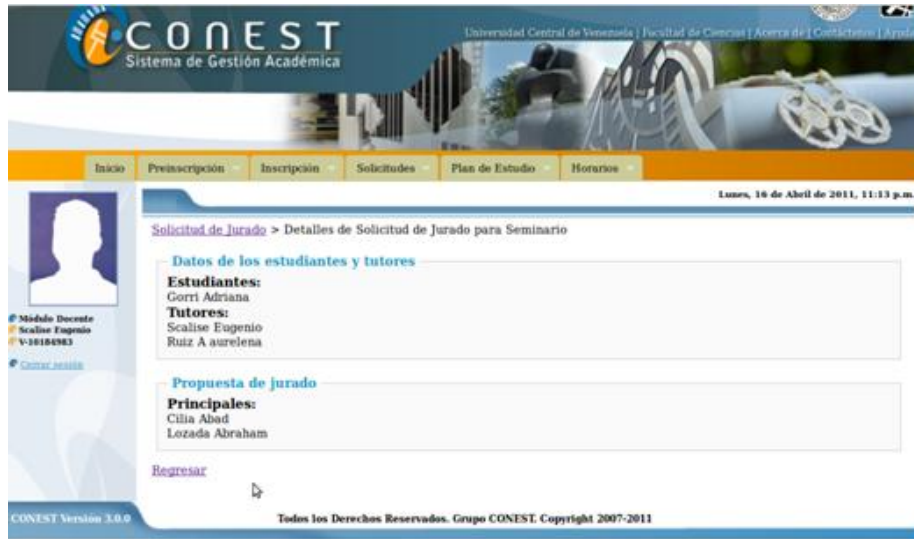 CONEST
Sistema de Gestión Académica
Universidad Central de Venezuela | Facultad de Ciencias | Acerca de | Contáctenos | Ayuda
Inicio Preinscripción Inscripción Solicitudes Plan de Estudio Horarios
Lunes, 16 de Abril de 2011, 11:13 p.m.
Solicitud de Jurado > Detalles de Solicitud de Jurado para Seminario
Datos de los estudiantes y tutores
Estudiantes:
Gorri Adriana
Tutores:
Scalise Eugenio
Ruiz A aurelena
Módulo Docente
Scalise Eugenio
V-10184983
Cerrar sesión
Propuesta de jurado
Principales:
Cilia Abad
Lozada Abraham
Regresar
CONEST Versión 3.0.0
Todos los Derechos Reservados. Grupo CONEST. Copyright 2007-2011